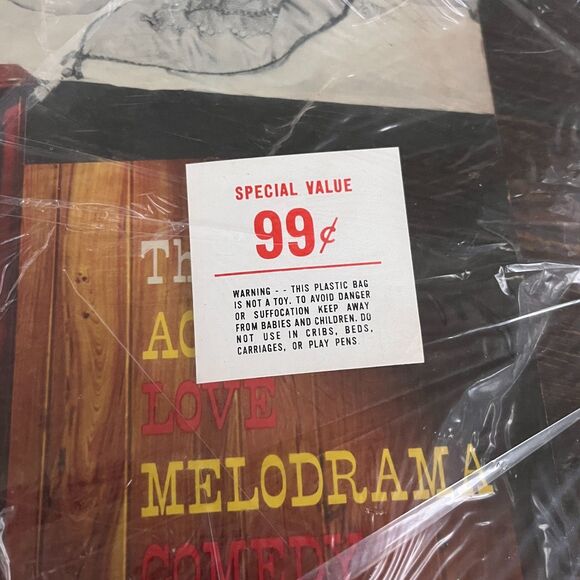 SPECIAL VALUE
99¢
WARNING - - THIS PLASTIC BAG
IS NOT A TOY. TO AVOID DANGER
OR SUFFOCATION KEEP AWAY
FROM BABIES AND CHILDREN. DO
NOT USE IN CRIBS, BEDS,
CARRIAGES, OR PLAY PENS
LOVE
MELODRAMA
COMEDY